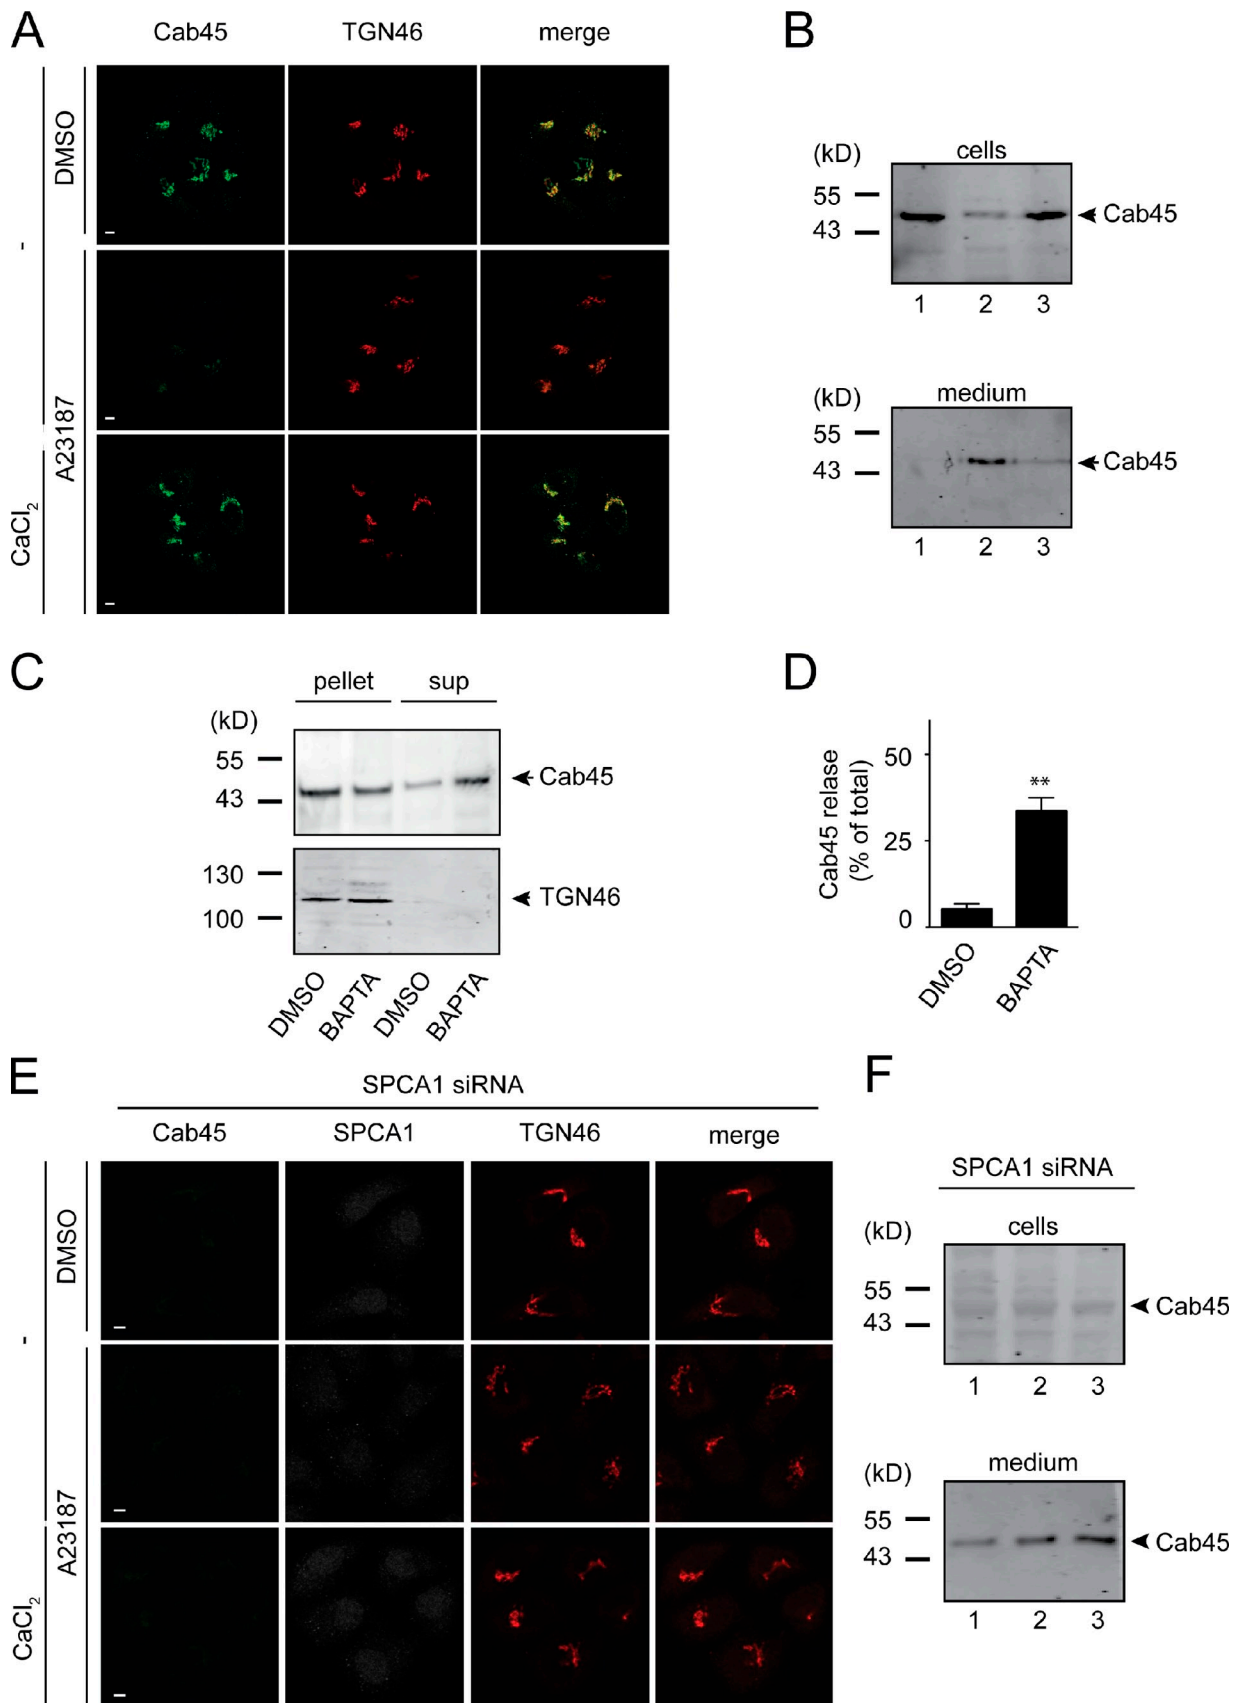 A
Cab45 TGN46 merge
DMSO
-
A23187
CaCl2
B
(kD) cells
55
43
Cab45
1 2 3
(kD) medium
55
43
Cab45
1 2 3
C
pellet sup
(kD)
55
43
Cab45
130
100
TGN46
DMSO BAPTA DMSO BAPTA
D
Cab45 relase
(% of total)
50
25
0
**
DMSO BAPTA
E
SPCA1 siRNA
Cab45 SPCA1 TGN46 merge
DMSO
-
A23187
CaCl2
F
SPCA1 siRNA
(kD) cells
55
43
Cab45
1 2 3
(kD) medium
55
43
Cab45
1 2 3